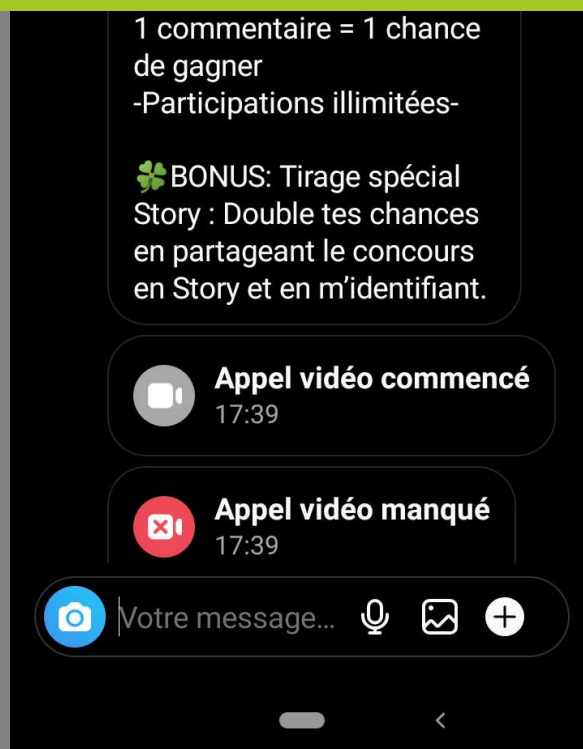 1 commentaire = 1 chance
de gagner
-Participations illimitées-
🍀BONUS: Tirage spécial
Story : Double tes chances
en partageant le concours
en Story et en m’identifiant.
Appel vidéo commencé
17:39
Appel vidéo manqué
17:39
Votre message...